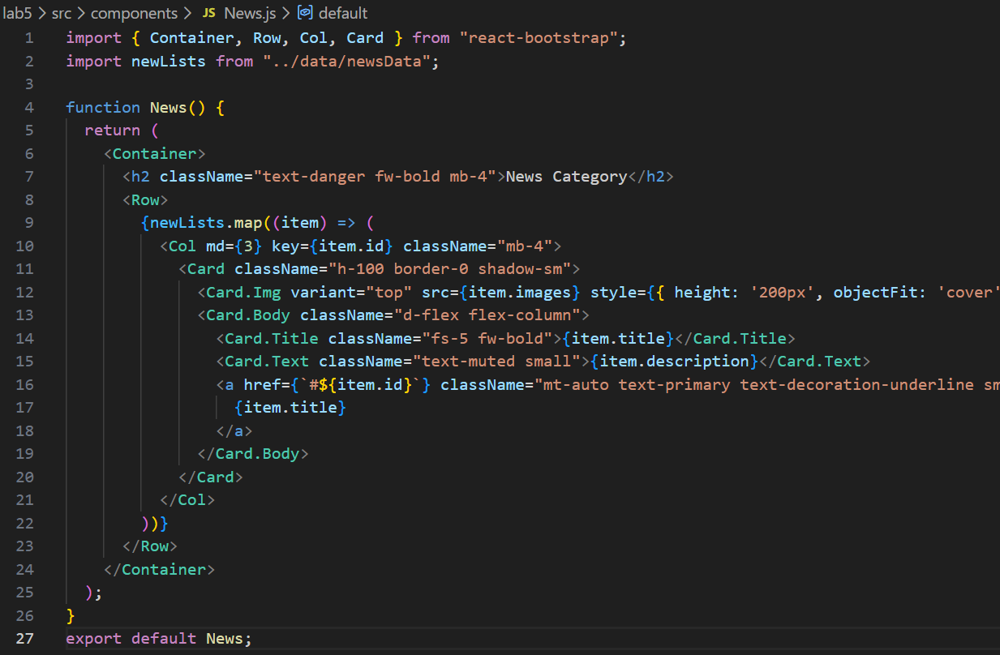 lab5 > src > components > JS News.js > default
1 import { Container, Row, Col, Card } from "react-bootstrap";
2 import newLists from "../data/newsData";
3
4 function News() {
5   return (
6     <Container>
7       <h2 className="text-danger fw-bold mb-4">News Category</h2>
8       <Row>
9         {newLists.map((item) => (
10           <Col md={3} key={item.id} className="mb-4">
11             <Card className="h-100 border-0 shadow-sm">
12               <Card.Img variant="top" src={item.images} style={{ height: '200px', objectFit: 'cover'
13               <Card.Body className="d-flex flex-column">
14                 <Card.Title className="fs-5 fw-bold">{item.title}</Card.Title>
15                 <Card.Text className="text-muted small">{item.description}</Card.Text>
16                 <a href={`#${item.id}`} className="mt-auto text-primary text-decoration-underline sm
17                   {item.title}
18                 </a>
19               </Card.Body>
20             </Card>
21           </Col>
22         ))}
23       </Row>
24     </Container>
25   );
26 }
27 export default News;